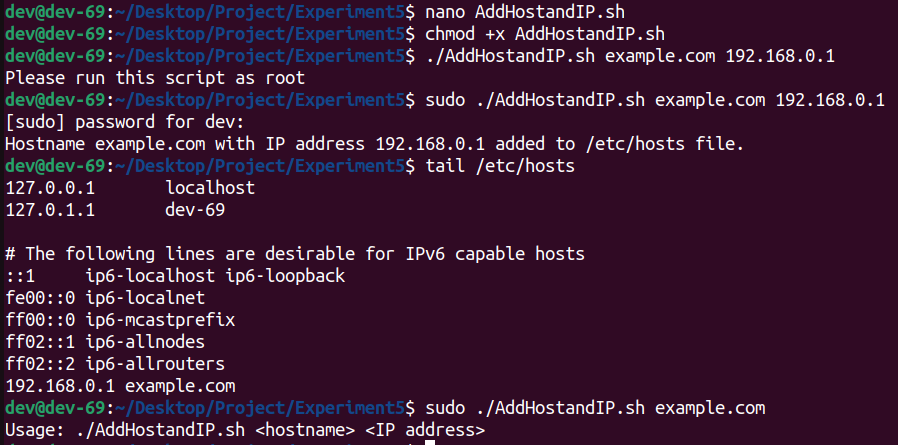 dev@dev-69:~/Desktop/Project/Experiment5$ nano AddHostandIP.sh
dev@dev-69:~/Desktop/Project/Experiment5$ chmod +x AddHostandIP.sh
dev@dev-69:~/Desktop/Project/Experiment5$ ./AddHostandIP.sh example.com 192.168.0.1
Please run this script as root
dev@dev-69:~/Desktop/Project/Experiment5$ sudo ./AddHostandIP.sh example.com 192.168.0.1
[sudo] password for dev:
Hostname example.com with IP address 192.168.0.1 added to /etc/hosts file.
dev@dev-69:~/Desktop/Project/Experiment5$ tail /etc/hosts
127.0.0.1       localhost
127.0.1.1       dev-69

# The following lines are desirable for IPv6 capable hosts
::1     ip6-localhost ip6-loopback
fe00::0 ip6-localnet
ff00::0 ip6-mcastprefix
ff02::1 ip6-allnodes
ff02::2 ip6-allrouters
192.168.0.1 example.com
dev@dev-69:~/Desktop/Project/Experiment5$ sudo ./AddHostandIP.sh example.com
Usage: ./AddHostandIP.sh <hostname> <IP address>